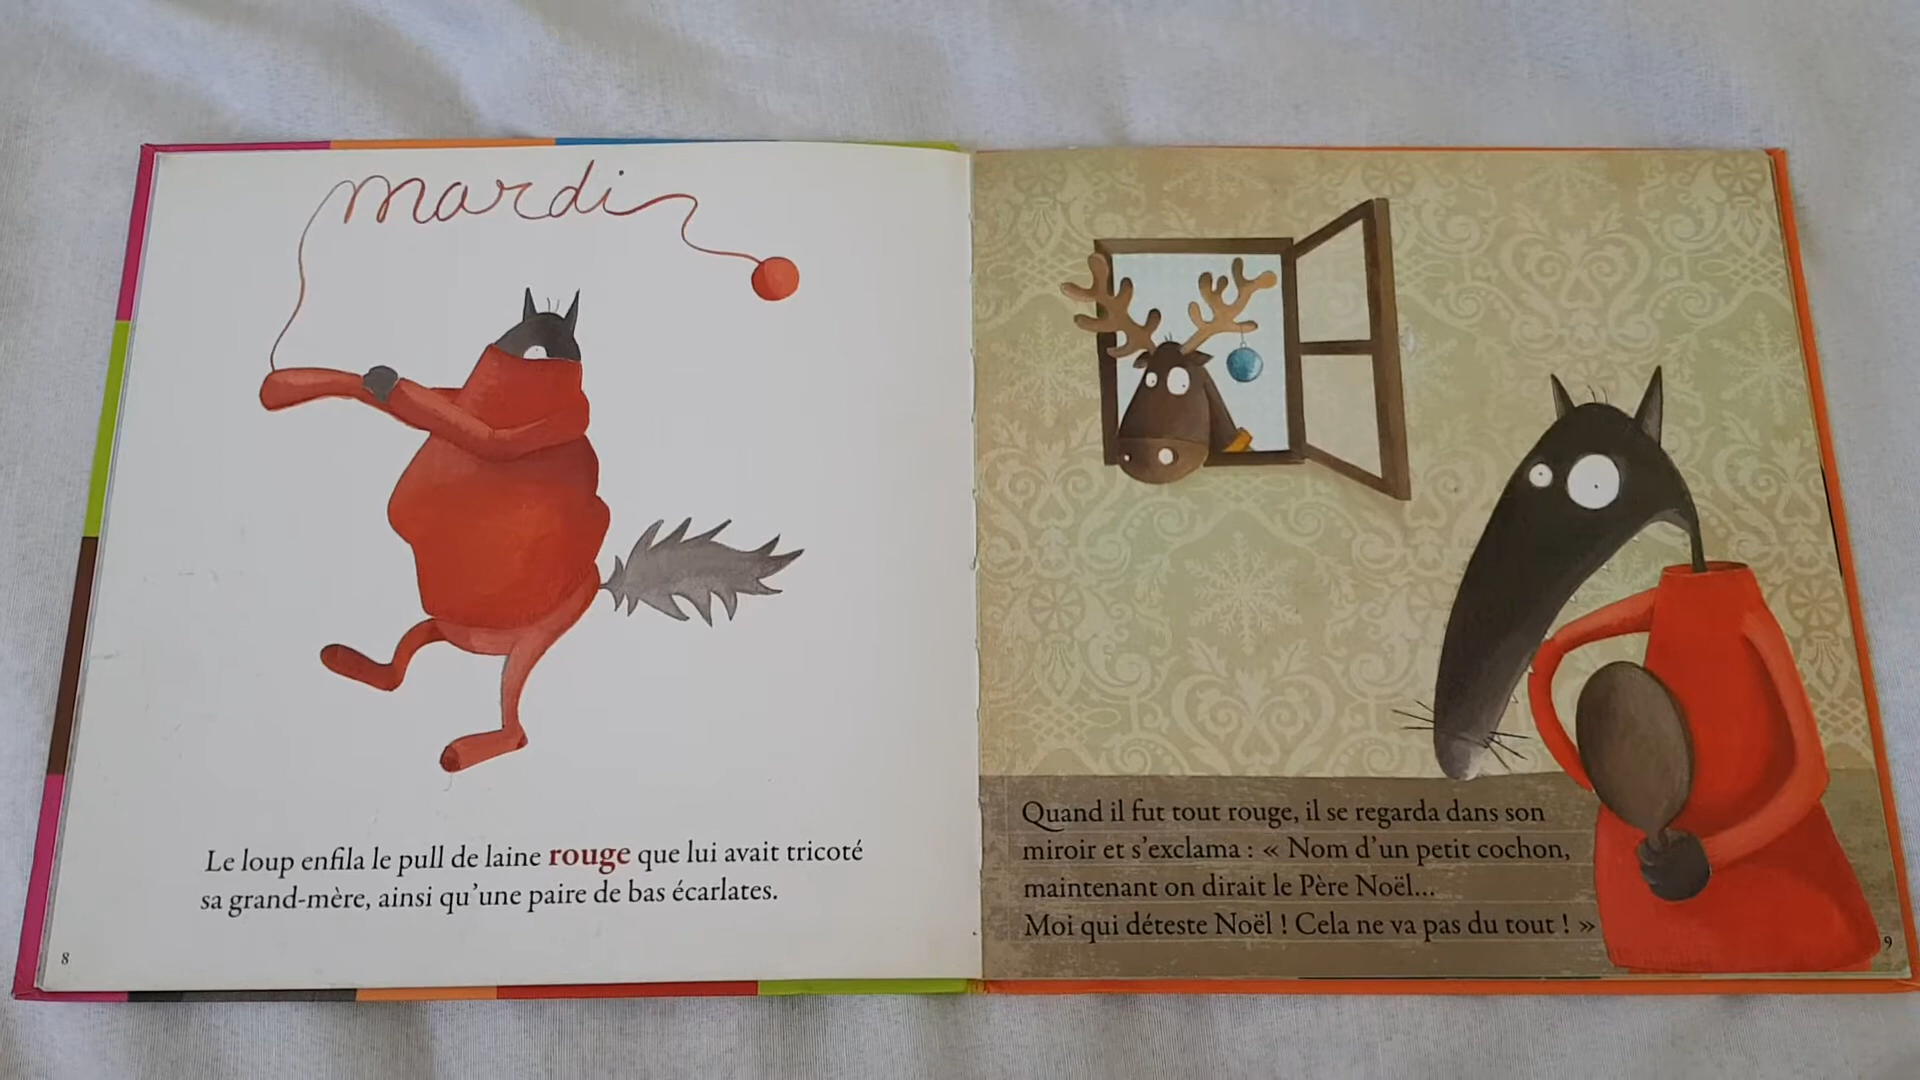 mardi
Le loup enfila le pull de laine rouge que lui avait tricoté
sa grand-mère, ainsi qu'une paire de bas écarlates.
8
Quand il fut tout rouge, il se regarda dans son
miroir et s'exclama : « Nom d'un petit cochon,
maintenant on dirait le Père Noël...
Moi qui déteste Noël ! Cela ne va pas du tout ! »
9